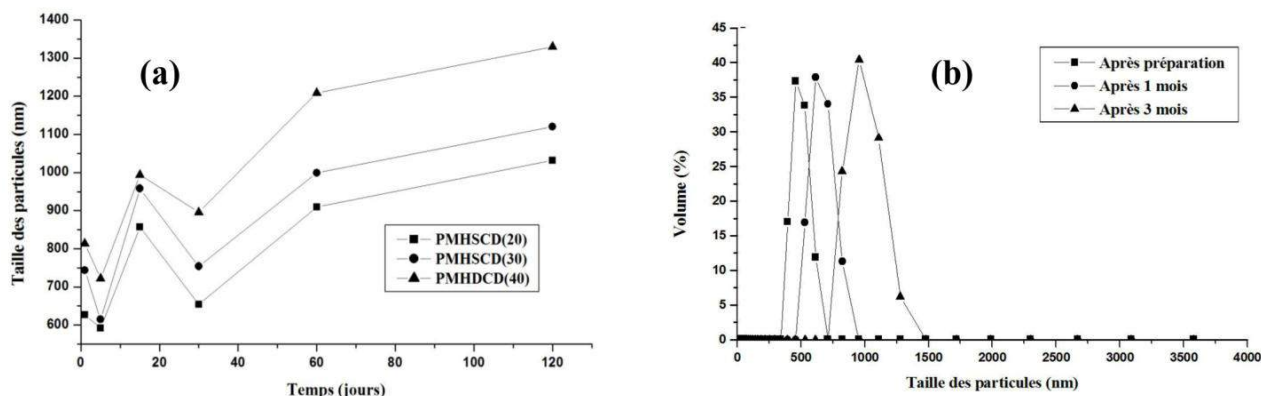 (a)
Taille des particules (nm)
1400
1300
1200
1100
1000
900
800
700
600
0 20 40 60 80 100 120
Temps (jours)
PMHSCD(20)
PMHSCD(30)
PMHDCD(40)
(b)
Volume (%)
45
40
35
30
25
20
15
10
5
0
0 500 1000 1500 2000 2500 3000 3500 4000
Taille des particules (nm)
Après préparation
Après 1 mois
Après 3 mois